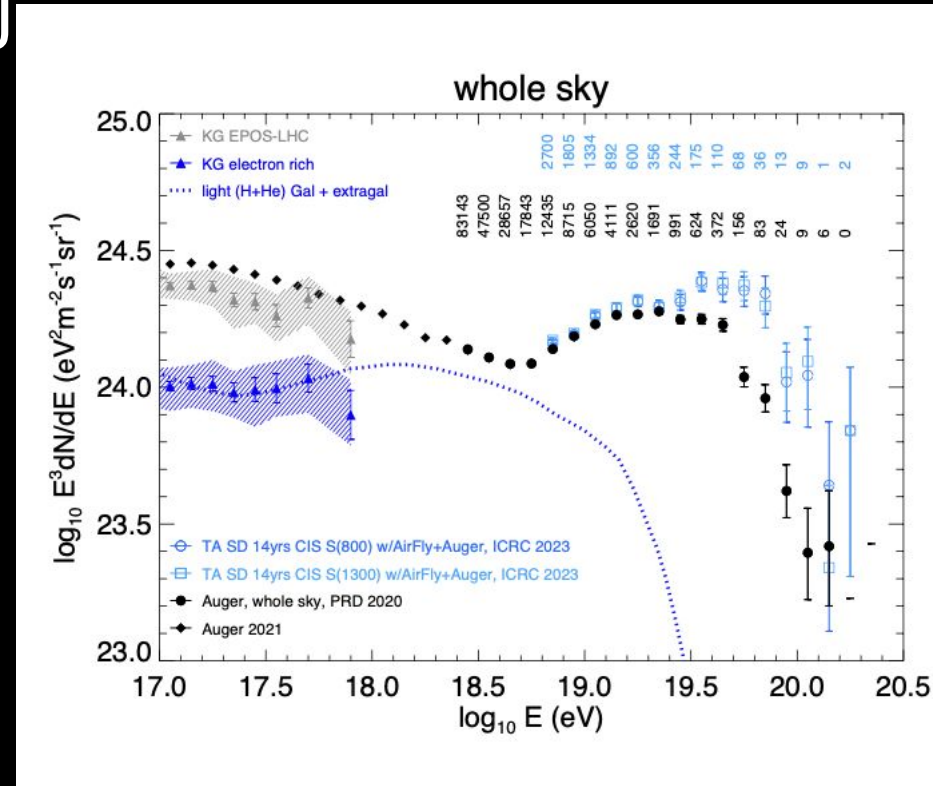 whole sky
25.0
24.5
24.0
23.5
23.0
log10 E3dN/dE (eV2m-2s-1sr-1)
KG EPOS-LHC
KG electron rich
light (H+He) Gal + extragal
2700 1805 1334 892 600 356 244 175 110 68 36 13 9 1 2
83143 47500 28657 17843 12435 8715 6050 4111 2620 1691 991 624 372 156 83 24 9 6 0
TA SD 14yrs CIS S(800) w/AirFly+Auger, ICRC 2023
TA SD 14yrs CIS S(1300) w/AirFly+Auger, ICRC 2023
Auger, whole sky, PRD 2020
Auger 2021
17.0 17.5 18.0 18.5 19.0 19.5 20.0 20.5
log10 E (eV)